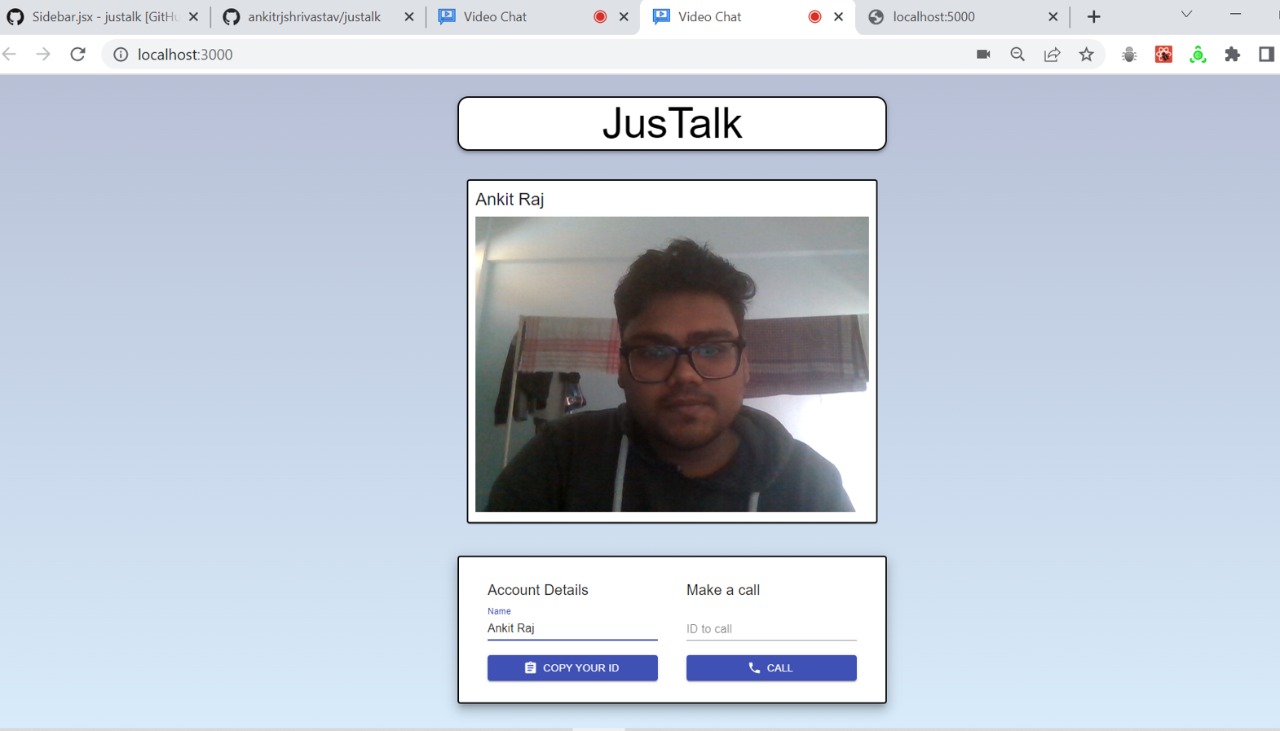 Sidebar.jsx - justalk [GitHu
ankitrjshrivastav/justalk
Video Chat
Video Chat
localhost:5000
localhost:3000
JusTalk
Ankit Raj
Account Details
Make a call
Name
Ankit Raj
ID to call
COPY YOUR ID
CALL